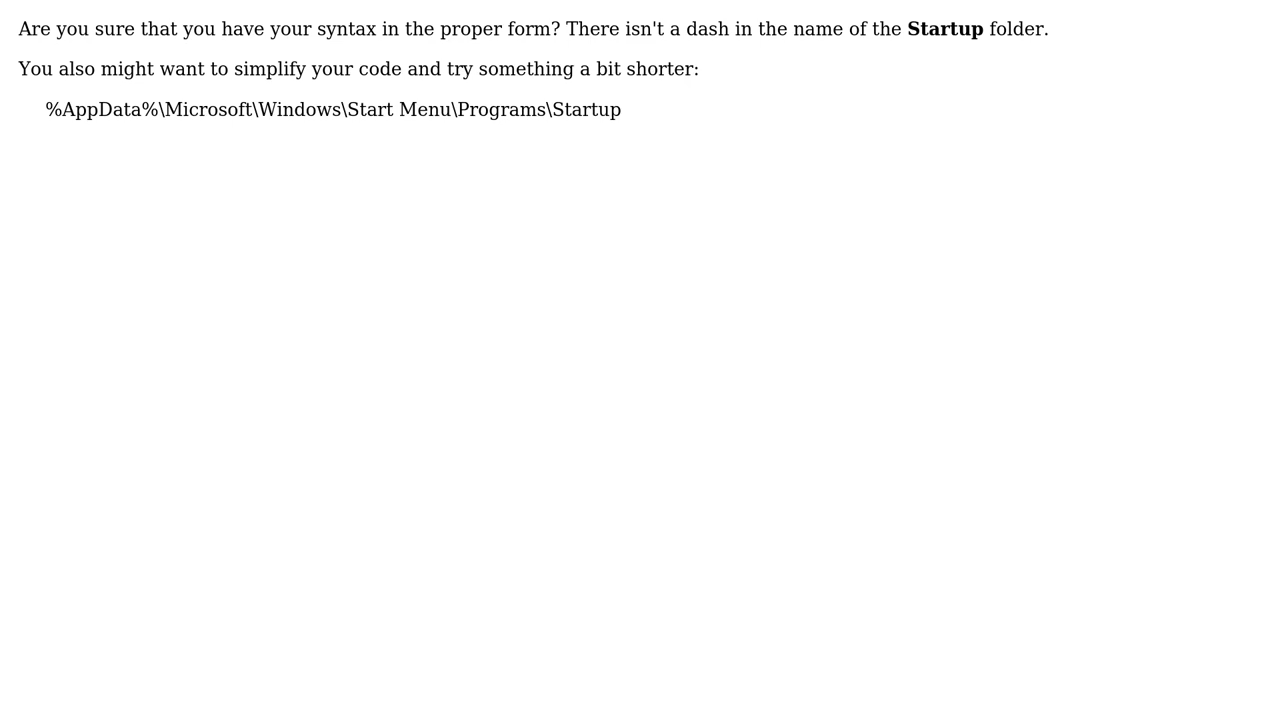 Are you sure that you have your syntax in the proper form? There isn't a dash in the name of the Startup folder.
You also might want to simplify your code and try something a bit shorter:
%AppData%\Microsoft\Windows\Start Menu\Programs\Startup